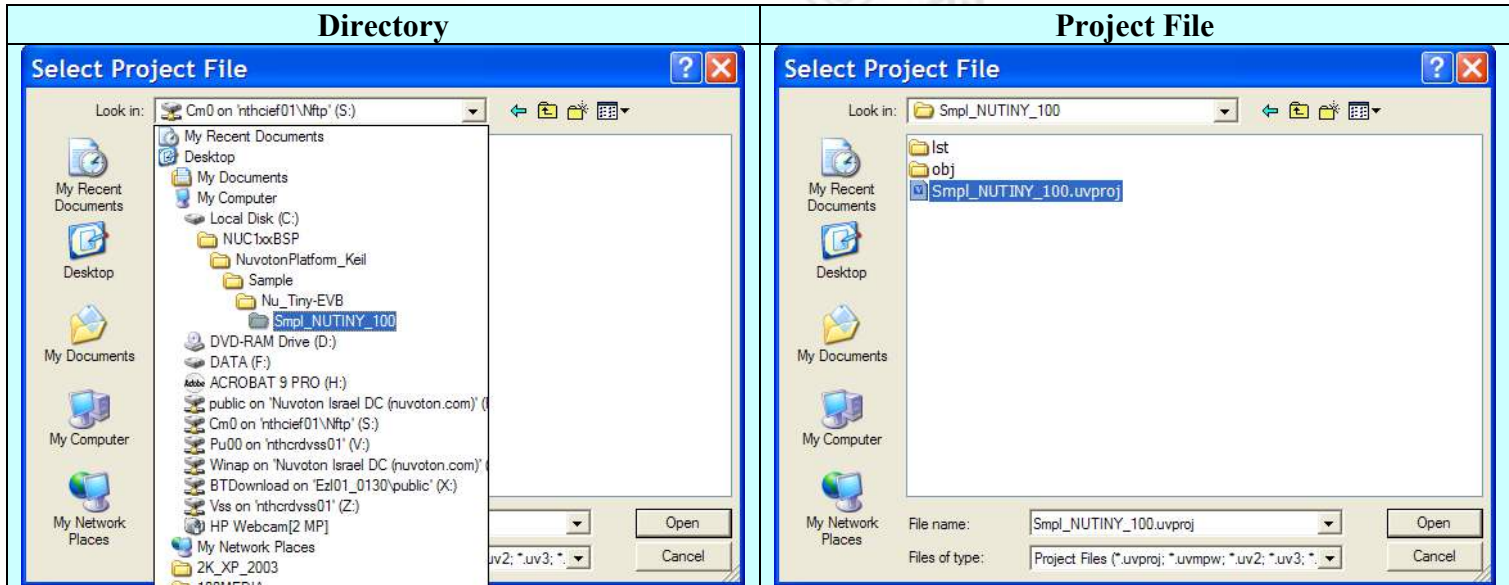 Directory
Select Project File
Look in:
Cm0 on 'nthcief01\Nftp' (S:)
My Recent Documents
Desktop
My Documents
My Computer
Local Disk (C:)
NUC1xxBSP
NuvotonPlatform_Keil
Sample
Nu_Tiny-EVB
Smpl_NUTINY_100
DVD-RAM Drive (D:)
DATA (F:)
Adobe ACROBAT 9 PRO (H:)
public on 'Nuvoton Israel DC (nuvoton.com)' (
Cm0 on 'nthcief01\Nftp' (S:)
Pu00 on 'nthcrdvss01' (V:)
Winap on 'Nuvoton Israel DC (nuvoton.com)' (
BTDownload on 'Ezl01_0130\public' (X:)
Vss on 'nthcrdvss01' (Z:)
HP Webcam[2 MP]
My Network Places
2K_XP_2003
My Recent
Documents
Desktop
My Documents
My Computer
My Network
Places
Open
uv2; *.uv3; *.
Cancel
Project File
Select Project File
Look in:
Smpl_NUTINY_100
lst
obj
Smpl_NUTINY_100.uvproj
My Recent
Documents
Desktop
My Documents
My Computer
My Network
Places
File name:
Smpl_NUTINY_100.uvproj
Open
Files of type:
Project Files (*.uvproj; *.uvmpw; *.uv2; *.uv3; *.
Cancel